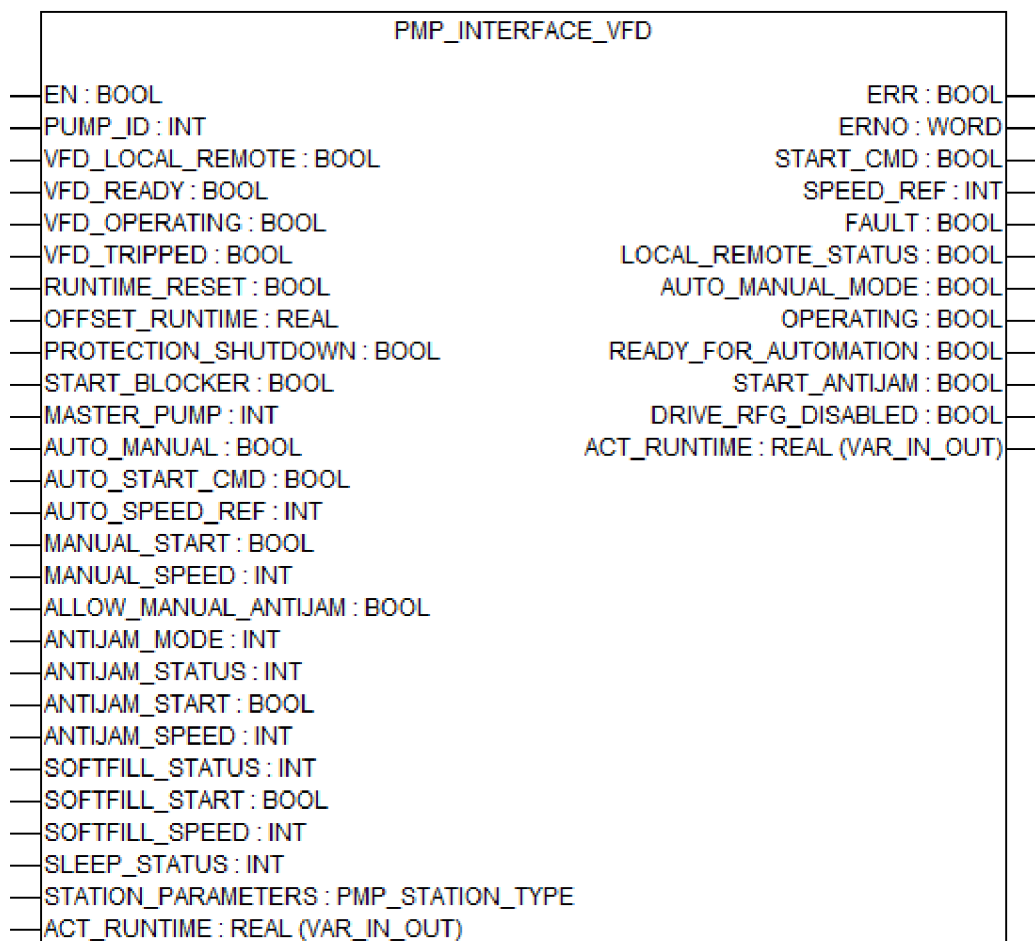 PMP_INTERFACE_VFD
EN : BOOL ERR : BOOL
PUMP_ID : INT ERNO : WORD
VFD_LOCAL_REMOTE : BOOL START_CMD : BOOL
VFD_READY : BOOL SPEED_REF : INT
VFD_OPERATING : BOOL FAULT : BOOL
VFD_TRIPPED : BOOL LOCAL_REMOTE_STATUS : BOOL
RUNTIME_RESET : BOOL AUTO_MANUAL_MODE : BOOL
OFFSET_RUNTIME : REAL OPERATING : BOOL
PROTECTION_SHUTDOWN : BOOL READY_FOR_AUTOMATION : BOOL
START_BLOCKER : BOOL START_ANTIJAM : BOOL
MASTER_PUMP : INT DRIVE_RFG_DISABLED : BOOL
AUTO_MANUAL : BOOL ACT_RUNTIME : REAL (VAR_IN_OUT)
AUTO_START_CMD : BOOL
AUTO_SPEED_REF : INT
MANUAL_START : BOOL
MANUAL_SPEED : INT
ALLOW_MANUAL_ANTIJAM : BOOL
ANTIJAM_MODE : INT
ANTIJAM_STATUS : INT
ANTIJAM_START : BOOL
ANTIJAM_SPEED : INT
SOFTFILL_STATUS : INT
SOFTFILL_START : BOOL
SOFTFILL_SPEED : INT
SLEEP_STATUS : INT
STATION_PARAMETERS : PMP_STATION_TYPE
ACT_RUNTIME : REAL (VAR_IN_OUT)